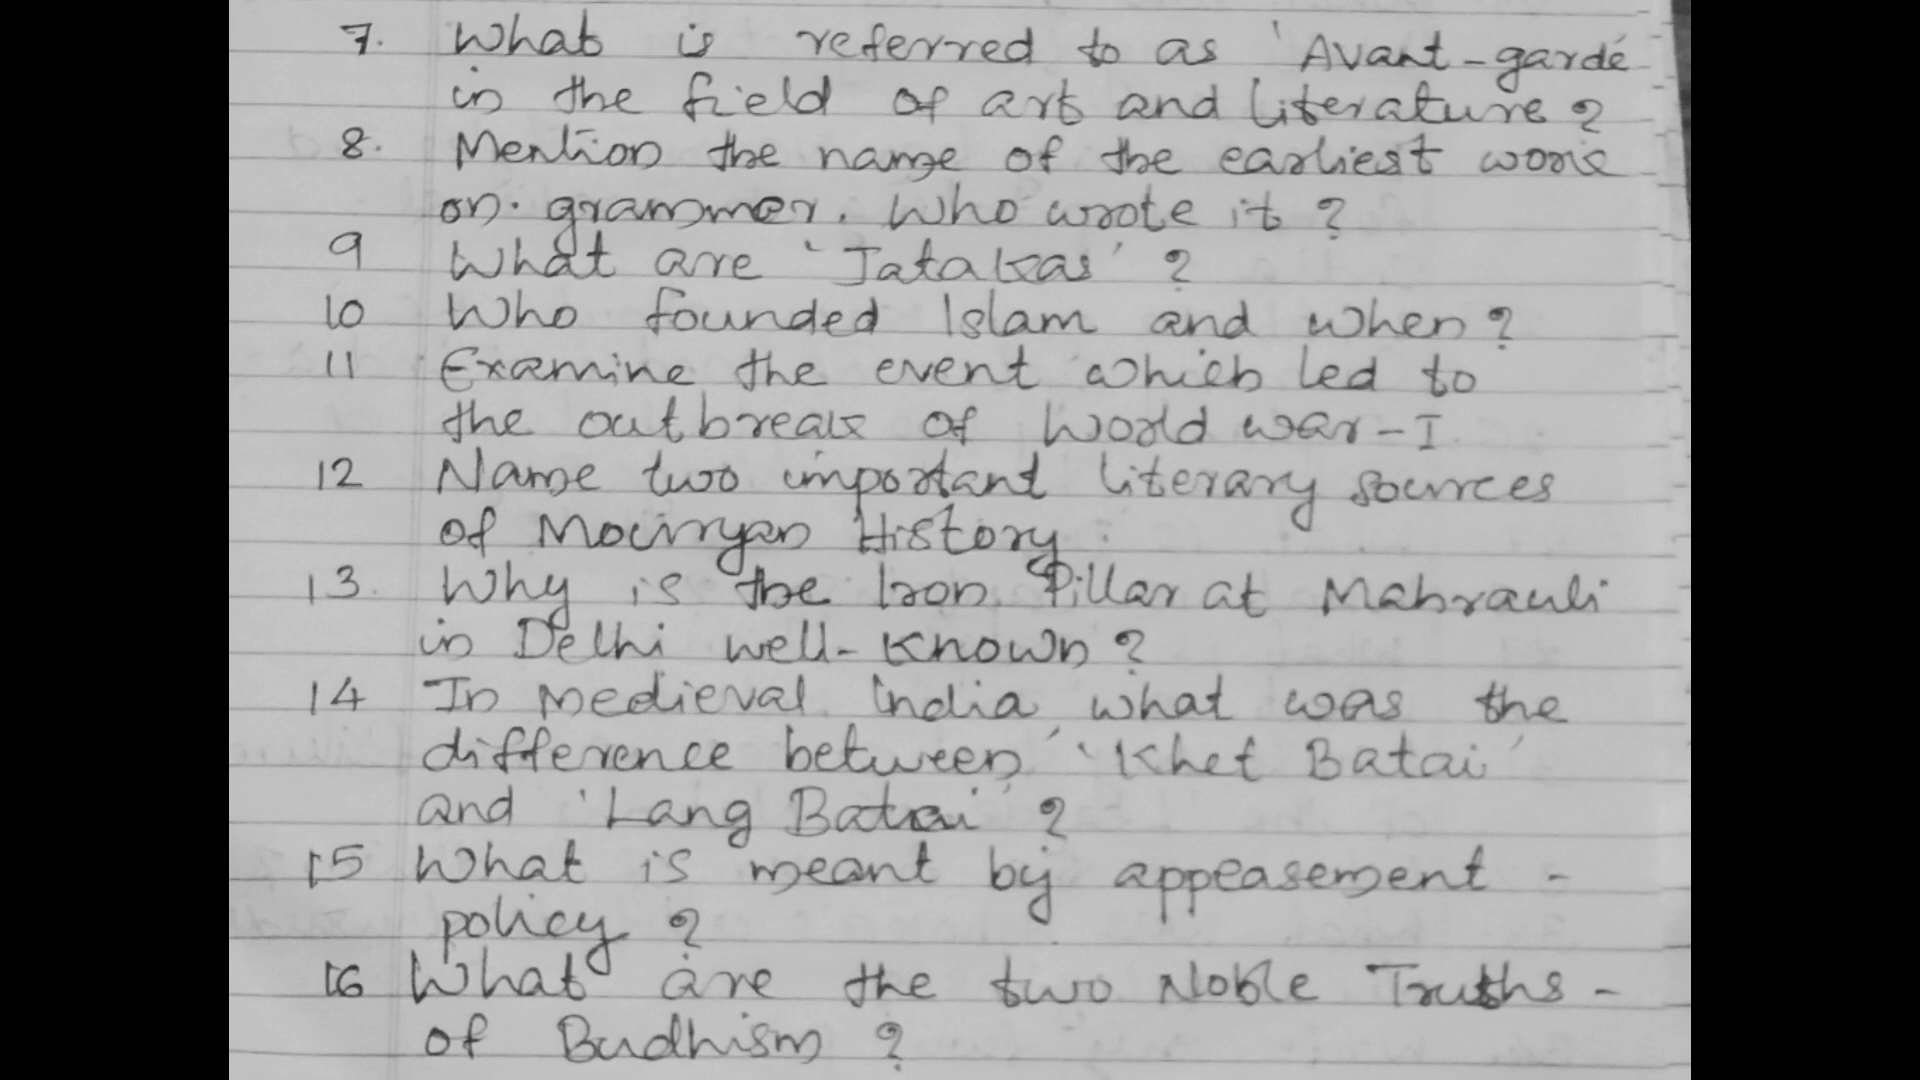 7. What is referred to as 'Avant-gardé
in the field of art and literature?
8. Mention the name of the earliest work
on. grammer. Who wrote it?
9 What are 'Jatakas'?
10 Who founded Islam and when?
11 Examine the event which led to
the outbreak of World war-I
12 Name two important literary sources
of Mouryan History.
13. Why is the Iron Pillar at Mahrauli
in Delhi well-known?
14 In medieval India, what was the
difference between 'Khet Batai'
and 'Lang Batai'?
15 What is meant by appeasement -
policy?
16 What are the two Noble Truths -
of Budhism?